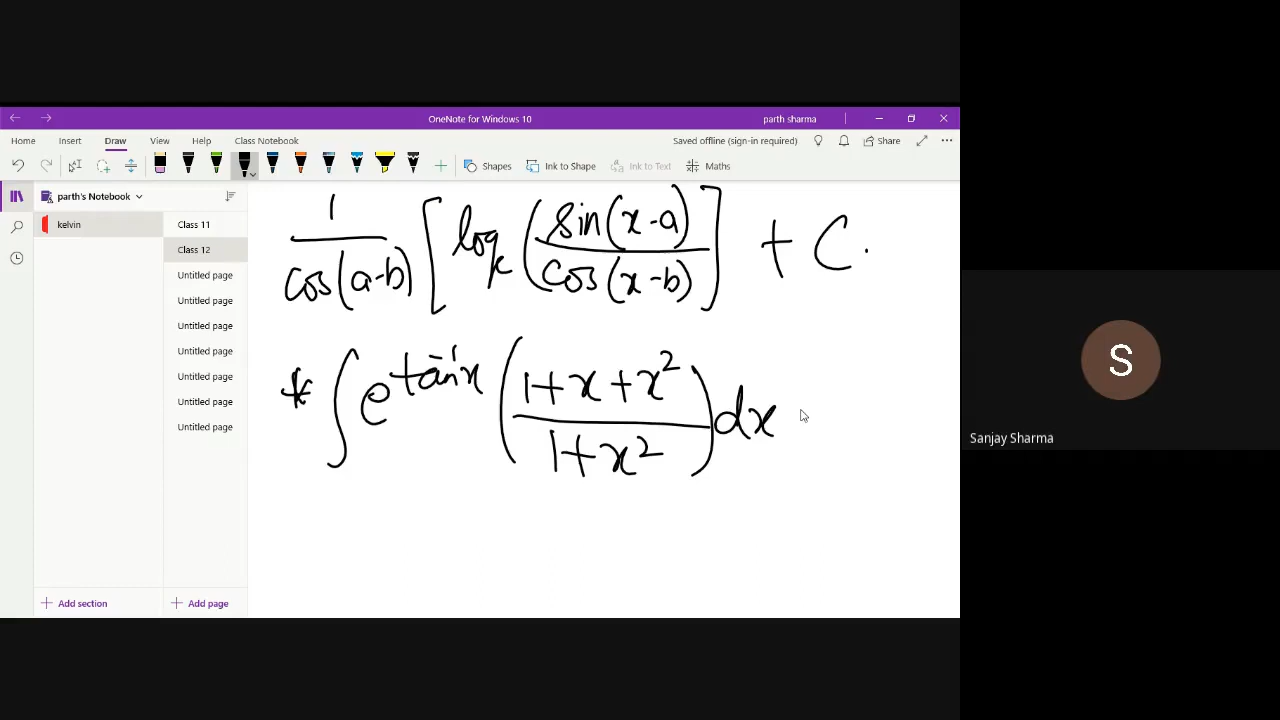 OneNote for Windows 10
parth sharma
Home Insert Draw View Help Class Notebook
Saved offline (sign-in required) Share
Shapes Ink to Shape Ink to Text Maths
parth's Notebook
kelvin
Class 11
Class 12
Untitled page
Untitled page
Untitled page
Untitled page
Untitled page
Untitled page
Untitled page
Add section
Add page
1/cos(a-b) [log (sin(x-a)/cos(x-b))] + C.
* ∫ e^(tan⁻¹x) ((1+x+x²)/(1+x²)) dx
S
Sanjay Sharma